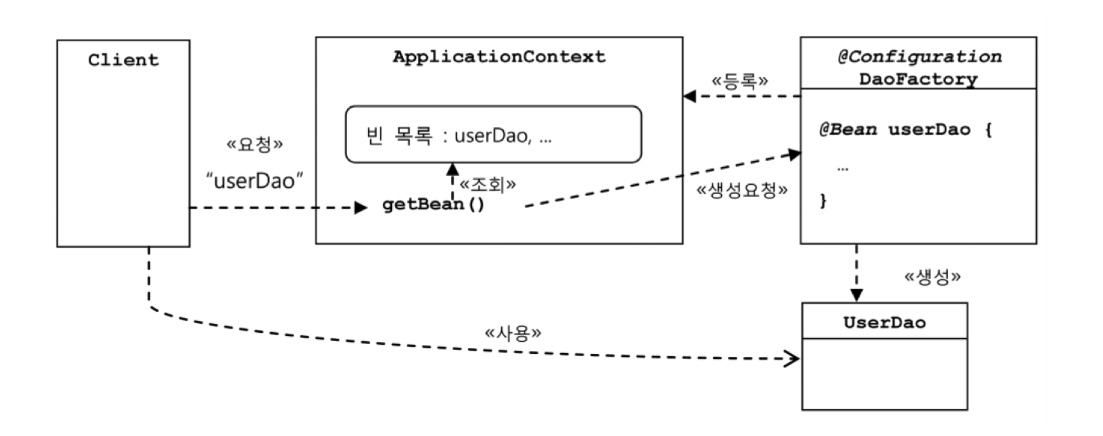 Client
«요청»
“userDao”
ApplicationContext
빈 목록 : userDao, ...
«조회»
getBean()
«등록»
«생성요청»
@Configuration
DaoFactory
@Bean userDao {
...
}
«생성»
UserDao
«사용»